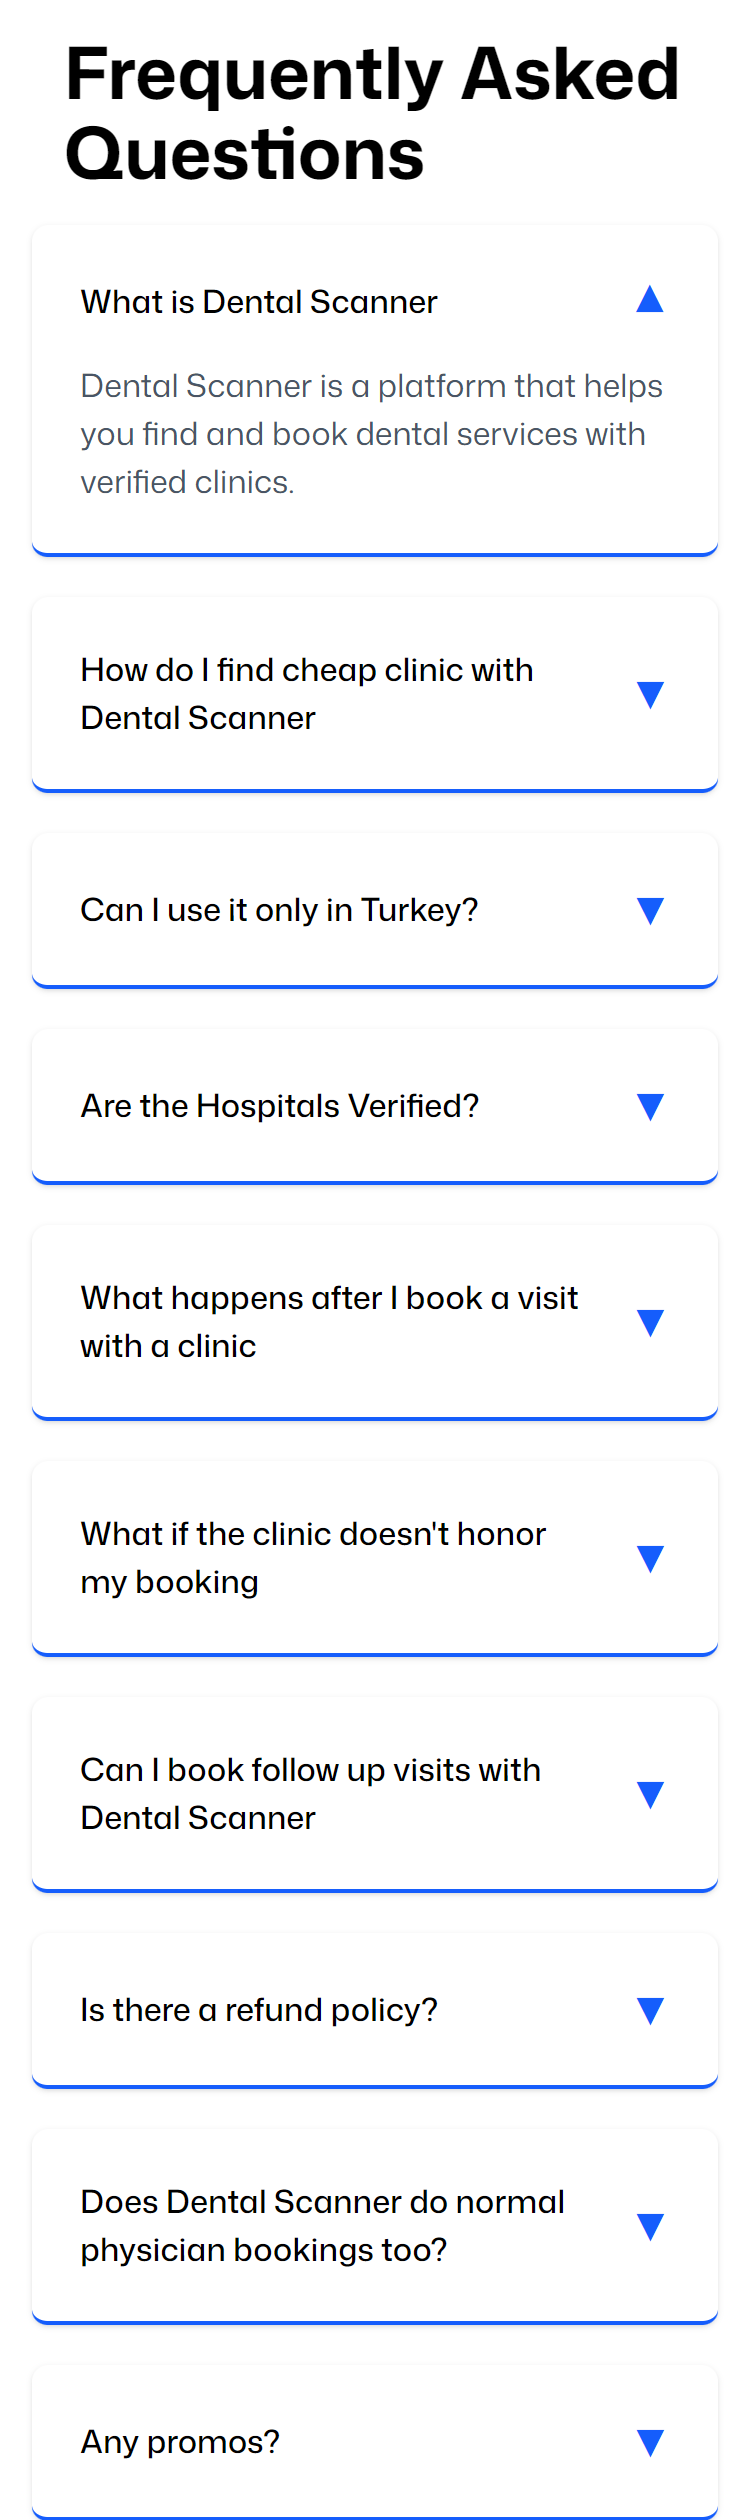 Frequently Asked
Questions
What is Dental Scanner
Dental Scanner is a platform that helps
you find and book dental services with
verified clinics.
How do I find cheap clinic with
Dental Scanner
Can I use it only in Turkey?
Are the Hospitals Verified?
What happens after I book a visit
with a clinic
What if the clinic doesn't honor
my booking
Can I book follow up visits with
Dental Scanner
Is there a refund policy?
Does Dental Scanner do normal
physician bookings too?
Any promos?